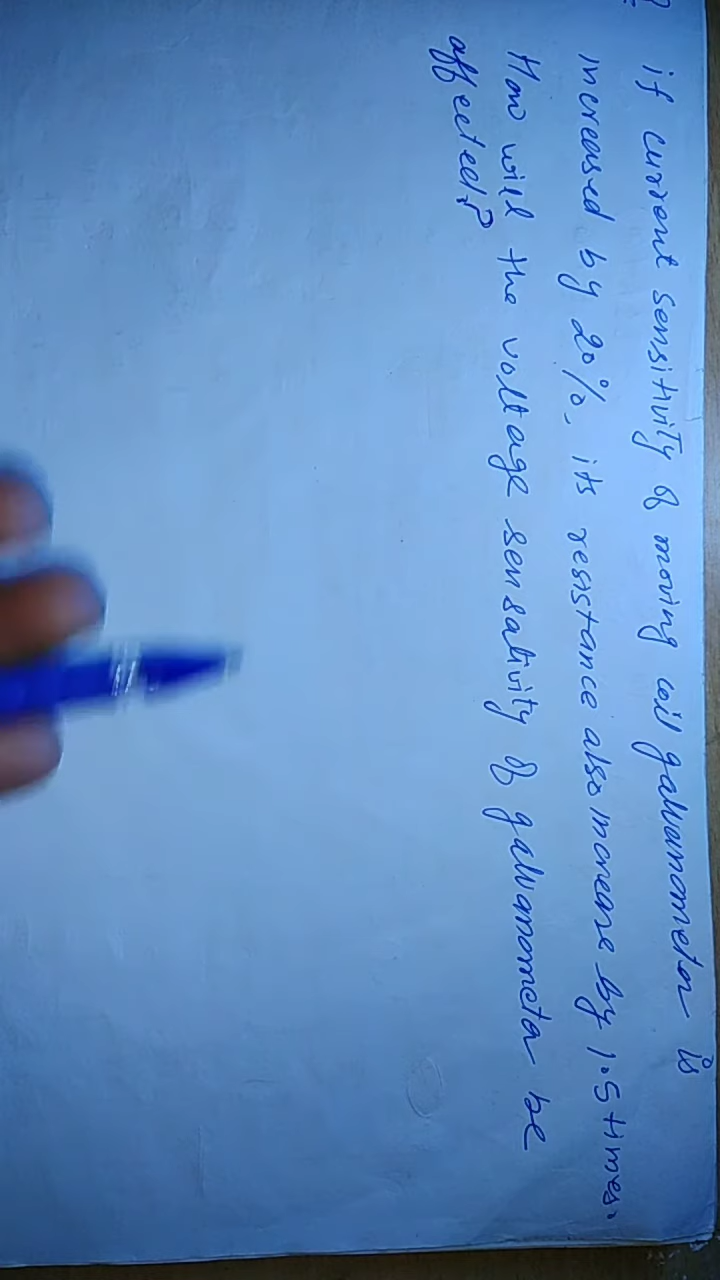 if current sensitivity of moving coil galvanometer is
increased by 20%, its resistance also increase by 1.5 times.
How will the voltage sensativity of galvanometer be
affected?